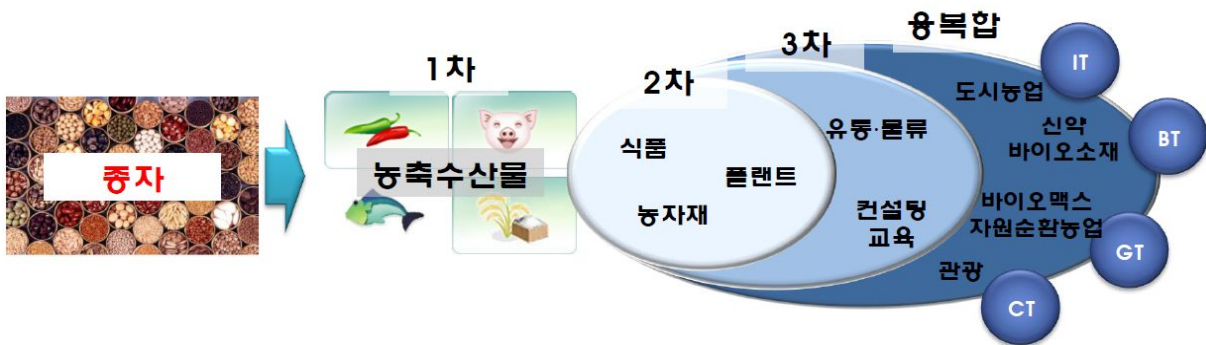 종자
1차
농축수산물
2차
식품
플랜트
농자재
3차
유통·물류
컨설팅
교육
융복합
도시농업
신약
바이오소재
바이오맥스
자원순환농업
관광
IT
BT
GT
CT